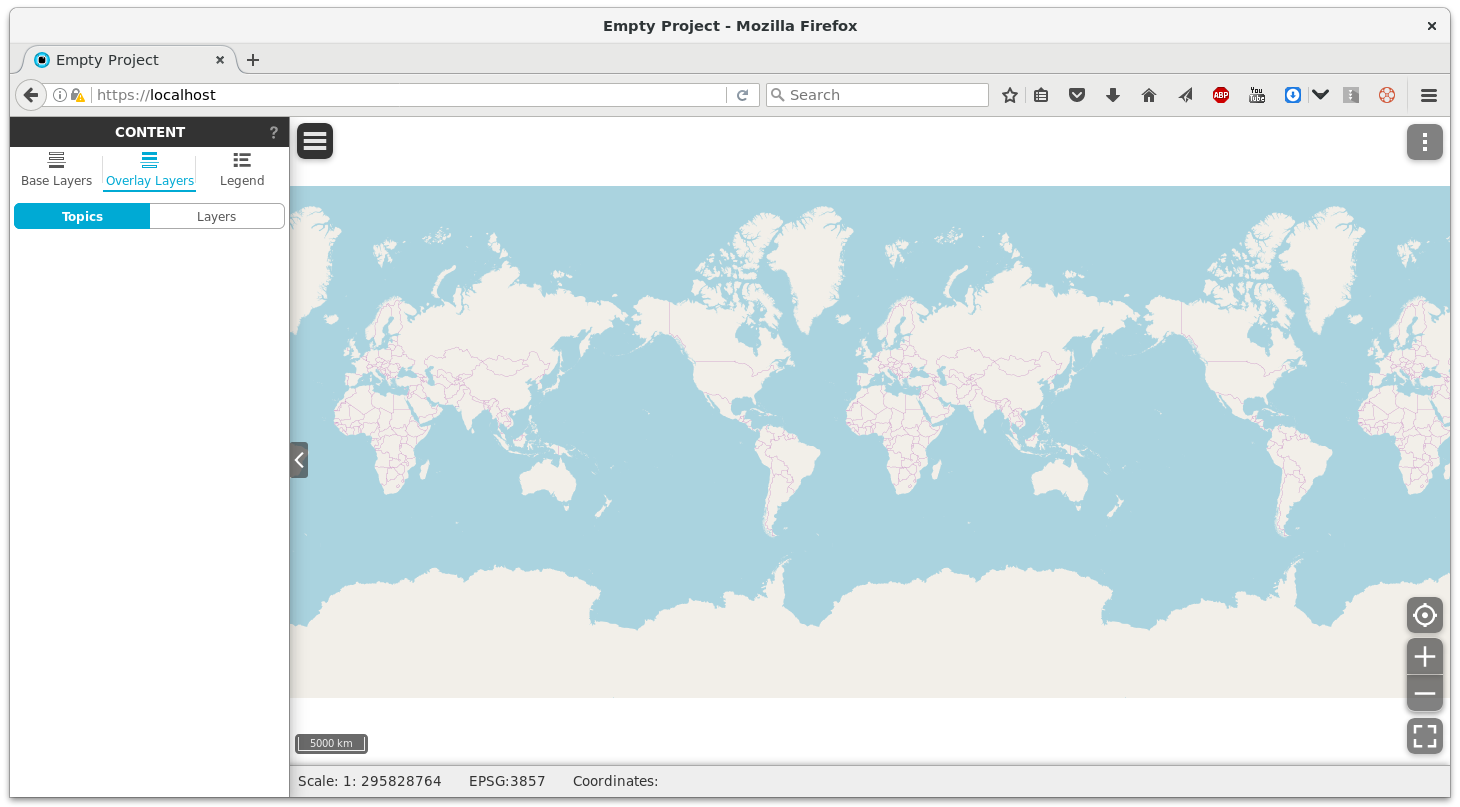 Empty Project - Mozilla Firefox
Empty Project
https://localhost
Search
ABP
You
Tube
CONTENT ?
Base Layers Overlay Layers Legend
Topics Layers
5000 km
Scale: 1: 295828764 EPSG:3857 Coordinates: